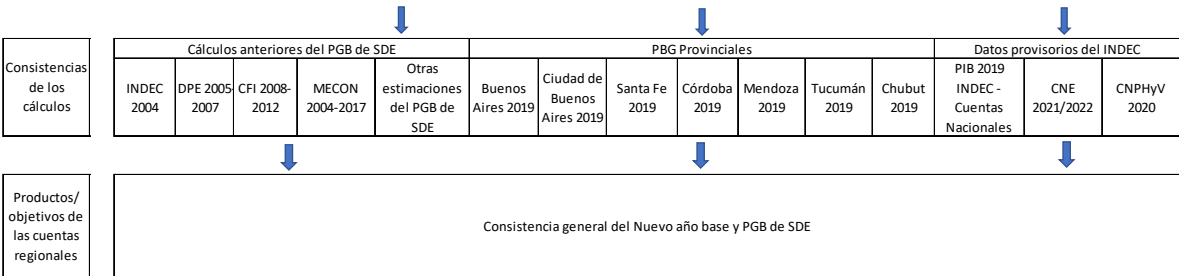 Consistencias
de los
cálculos
Cálculos anteriores del PGB de SDE
INDEC
2004
DPE 2005-
2007
CFI 2008-
2012
MECON
2004-2017
Otras
estimaciones
del PGB de
SDE
PBG Provinciales
Buenos
Aires 2019
Ciudad de
Buenos
Aires 2019
Santa Fe
2019
Córdoba
2019
Mendoza
2019
Tucumán
2019
Chubut
2019
Datos provisorios del INDEC
PIB 2019
INDEC -
Cuentas
Nacionales
CNE
2021/2022
CNPHyV
2020
Productos/
objetivos de
las cuentas
regionales
Consistencia general del Nuevo año base y PGB de SDE